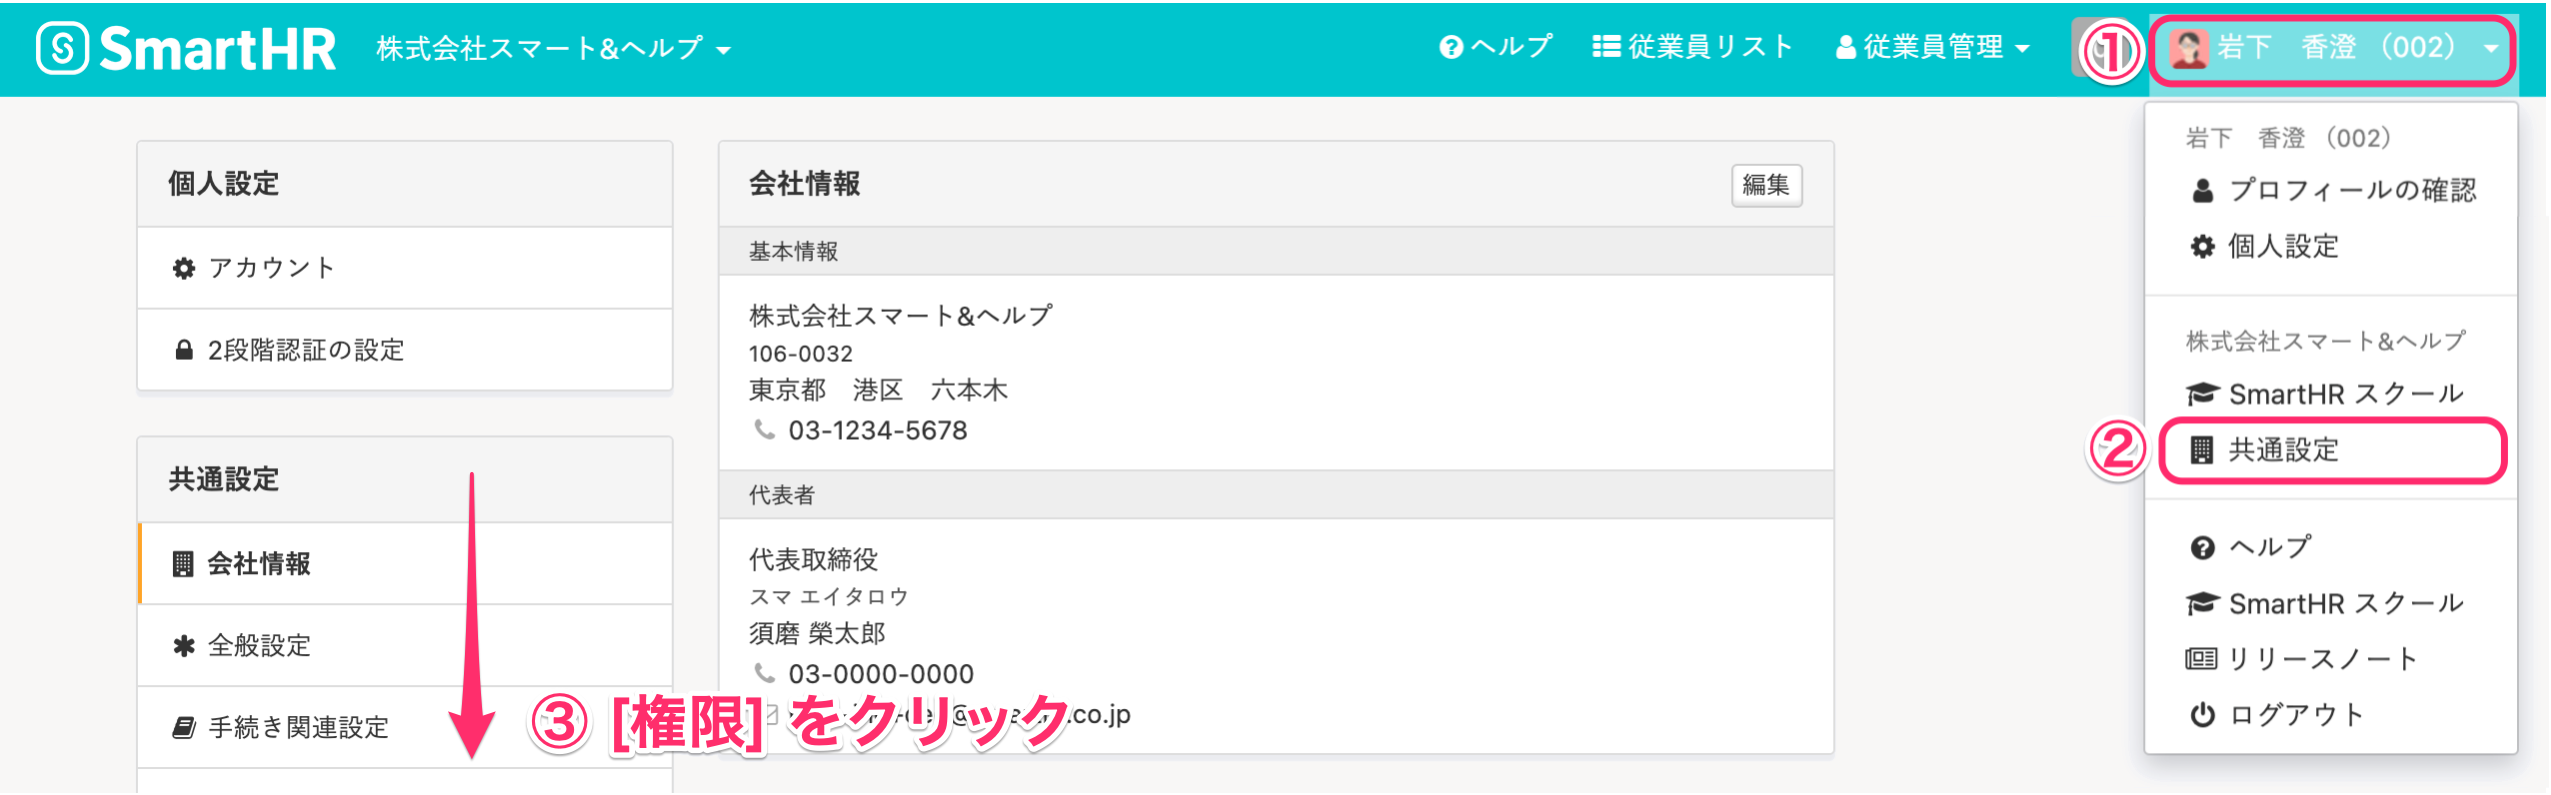 SmartHR 株式会社スマート&ヘルプ
ヘルプ
従業員リスト
従業員管理
①
岩下 香澄 （002）
個人設定
アカウント
2段階認証の設定
共通設定
会社情報
全般設定
手続き関連設定
会社情報
編集
基本情報
株式会社スマート&ヘルプ
106-0032
東京都 港区 六本木
03-1234-5678
代表者
代表取締役
スマ エイタロウ
須磨 榮太郎
03-0000-0000
.co.jp
③ [権限] をクリック
岩下 香澄 （002）
プロフィールの確認
個人設定
株式会社スマート&ヘルプ
SmartHR スクール
②
共通設定
ヘルプ
SmartHR スクール
リリースノート
ログアウト